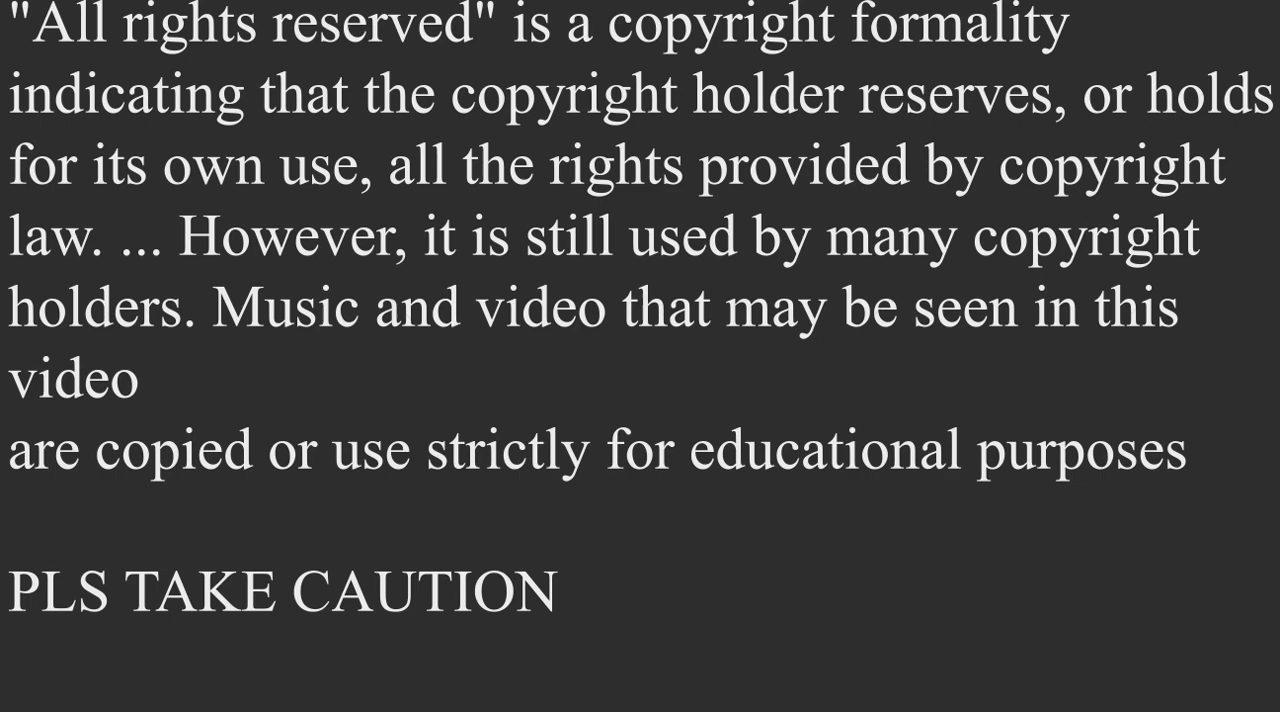 "All rights reserved" is a copyright formality
indicating that the copyright holder reserves, or holds
for its own use, all the rights provided by copyright
law. ... However, it is still used by many copyright
holders. Music and video that may be seen in this
video
are copied or use strictly for educational purposes
PLS TAKE CAUTION